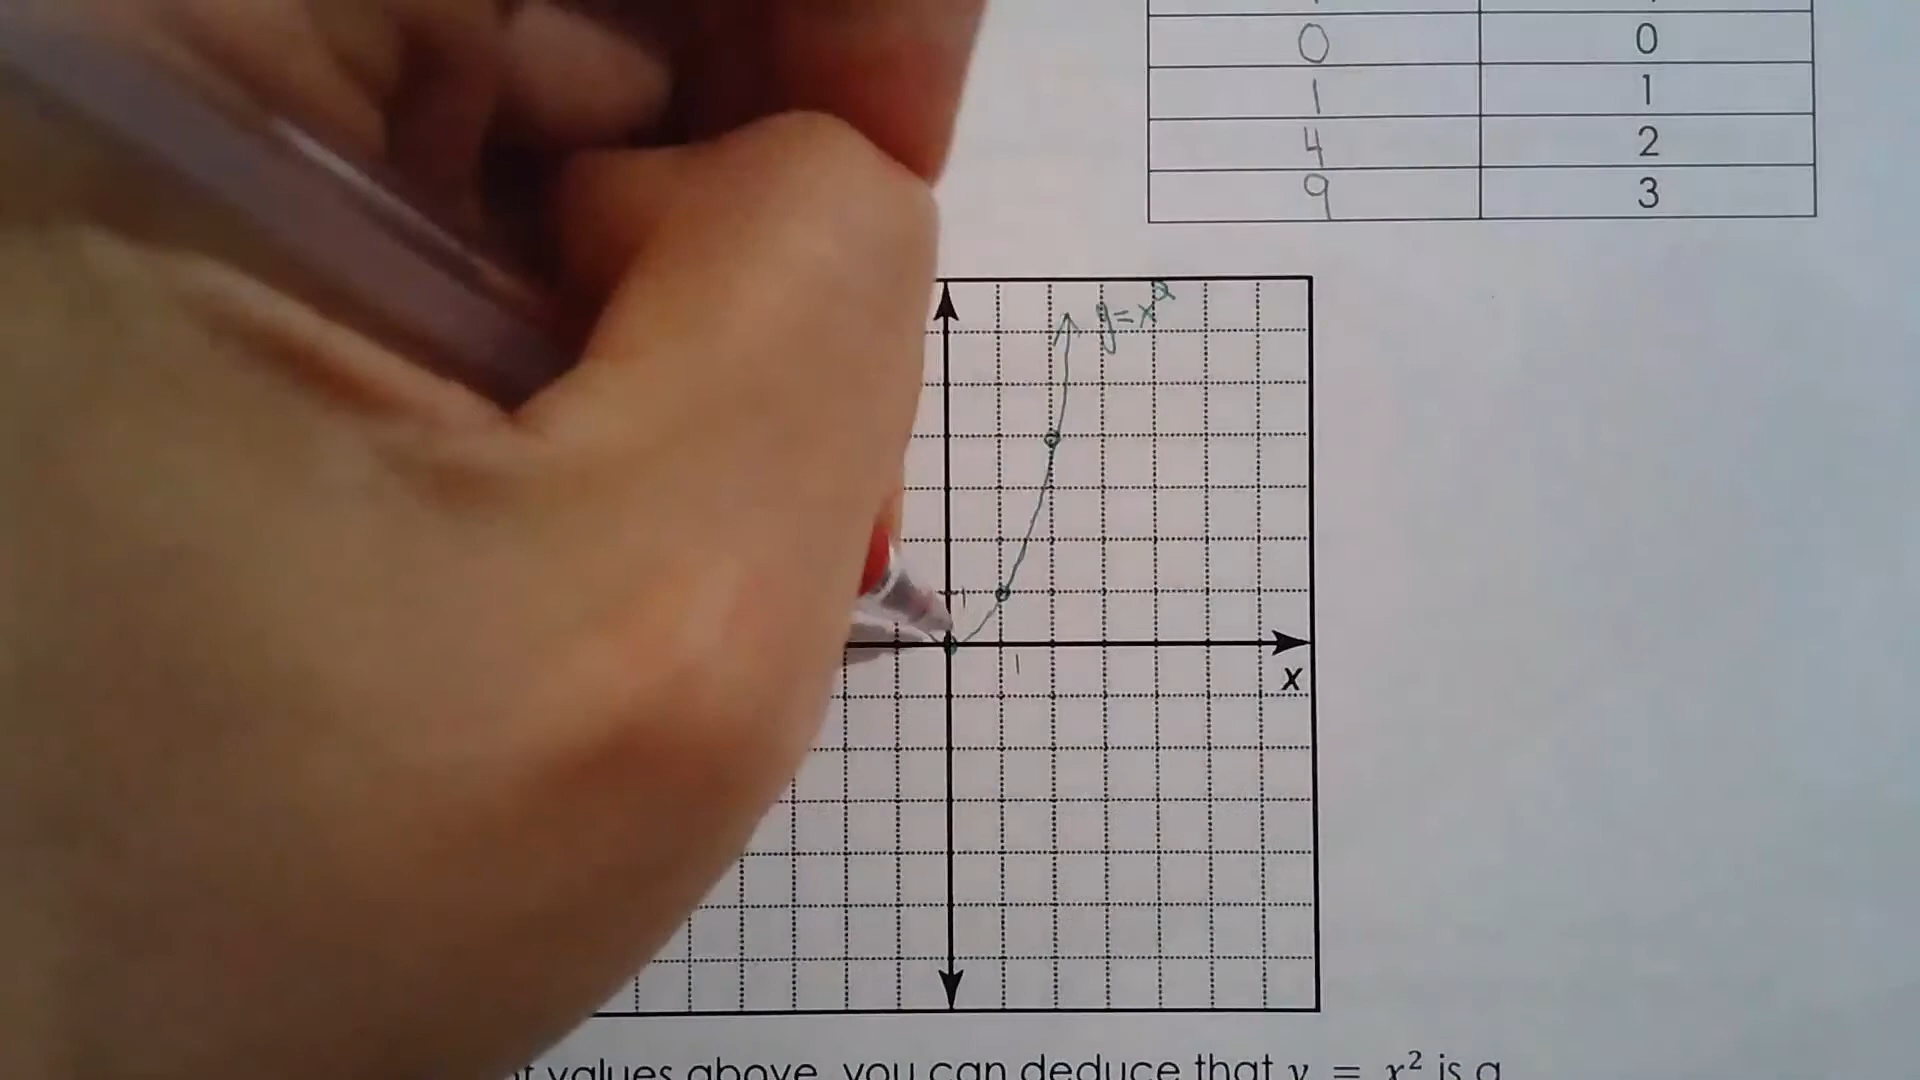 0 0
1 1
4 2
9 3
y=x²
1
1
x
values above, you can deduce that y = x² is a